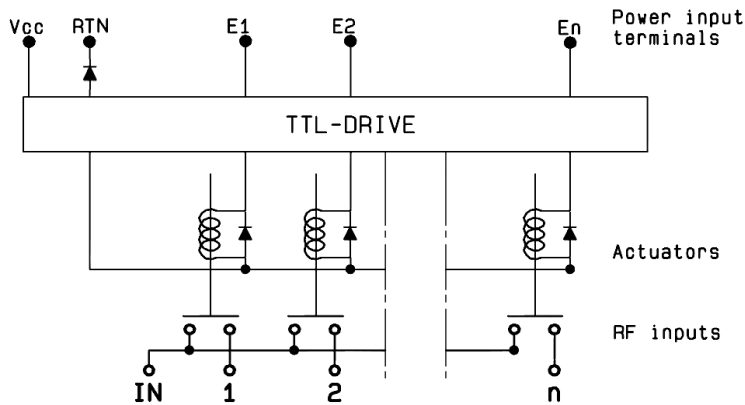 Vcc RTN E1 E2 En Power input
terminals
TTL-DRIVE
Actuators
RF inputs
IN 1 2 n